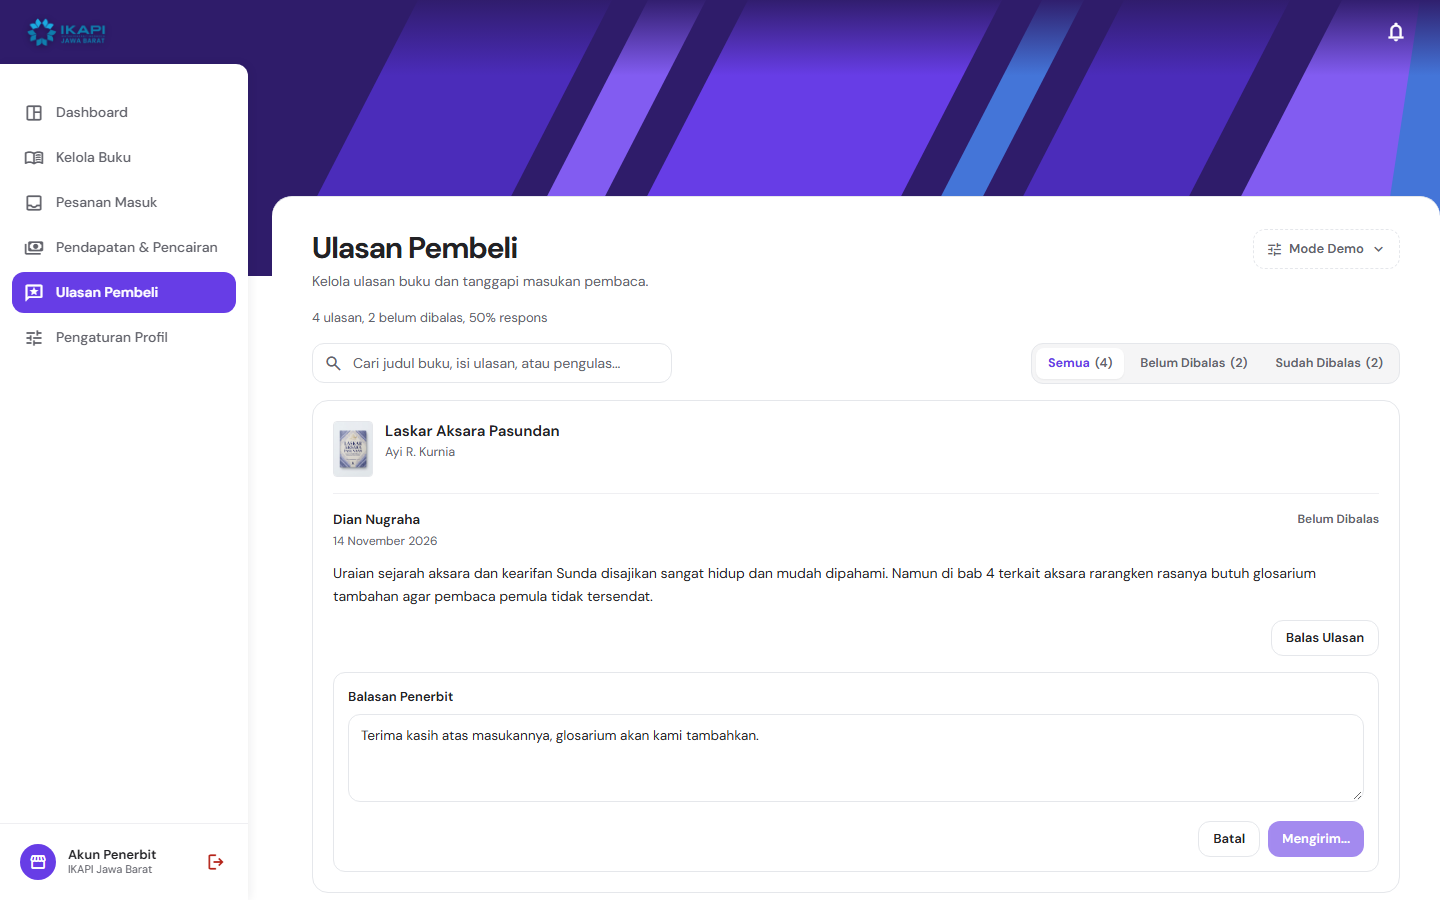 IKAPI
JAWA BARAT
Dashboard
Kelola Buku
Pesanan Masuk
Pendapatan & Pencairan
Ulasan Pembeli
Pengaturan Profil
Akun Penerbit
IKAPI Jawa Barat
Ulasan Pembeli
Kelola ulasan buku dan tanggapi masukan pembaca.
Mode Demo
4 ulasan, 2 belum dibalas, 50% respons
Cari judul buku, isi ulasan, atau pengulas...
Semua (4)
Belum Dibalas (2)
Sudah Dibalas (2)
LASKAR
AKSARA
PASUNDAN
Laskar Aksara Pasundan
Ayi R. Kurnia
Dian Nugraha
Belum Dibalas
14 November 2026
Uraian sejarah aksara dan kearifan Sunda disajikan sangat hidup dan mudah dipahami. Namun di bab 4 terkait aksara rarangken rasanya butuh glosarium
tambahan agar pembaca pemula tidak tersendat.
Balas Ulasan
Balasan Penerbit
Terima kasih atas masukannya, glosarium akan kami tambahkan.
Batal
Mengirim...